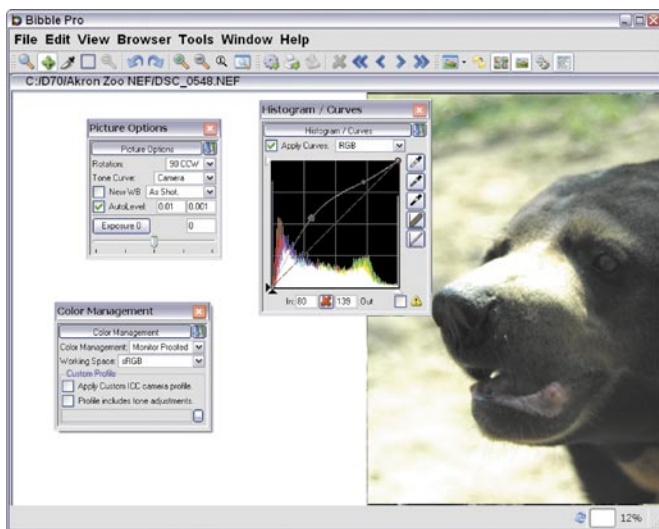 Bibble Pro
File Edit View Browser Tools Window Help
C:/D70/Akron Zoo NEF/DSC_0548.NEF
Picture Options
Picture Options
Rotation: 90 CCW
Tone Curve: Camera
New WB As Shot.
AutoLevel: 0.01 0.001
Exposure 0 0
Histogram / Curves
Histogram / Curves
Apply Curves: RGB
In: 80 139 Out
Color Management
Color Management
Color Management: Monitor Proofed
Working Space: sRGB
Custom Profile
Apply Custom ICC camera profile.
Profile includes tone adjustments.
12%